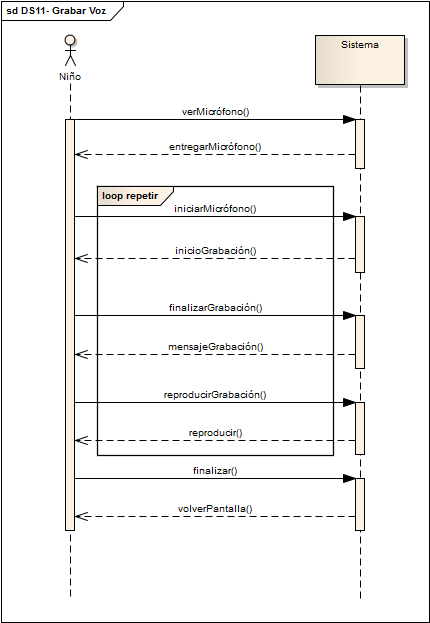 sd DS11- Grabar Voz
Niño
Sistema
verMicrófono()
entregarMicrófono()
loop repetir
iniciarMicrófono()
inicioGrabación()
finalizarGrabación()
mensajeGrabación()
reproducirGrabación()
reproducir()
finalizar()
volverPantalla()